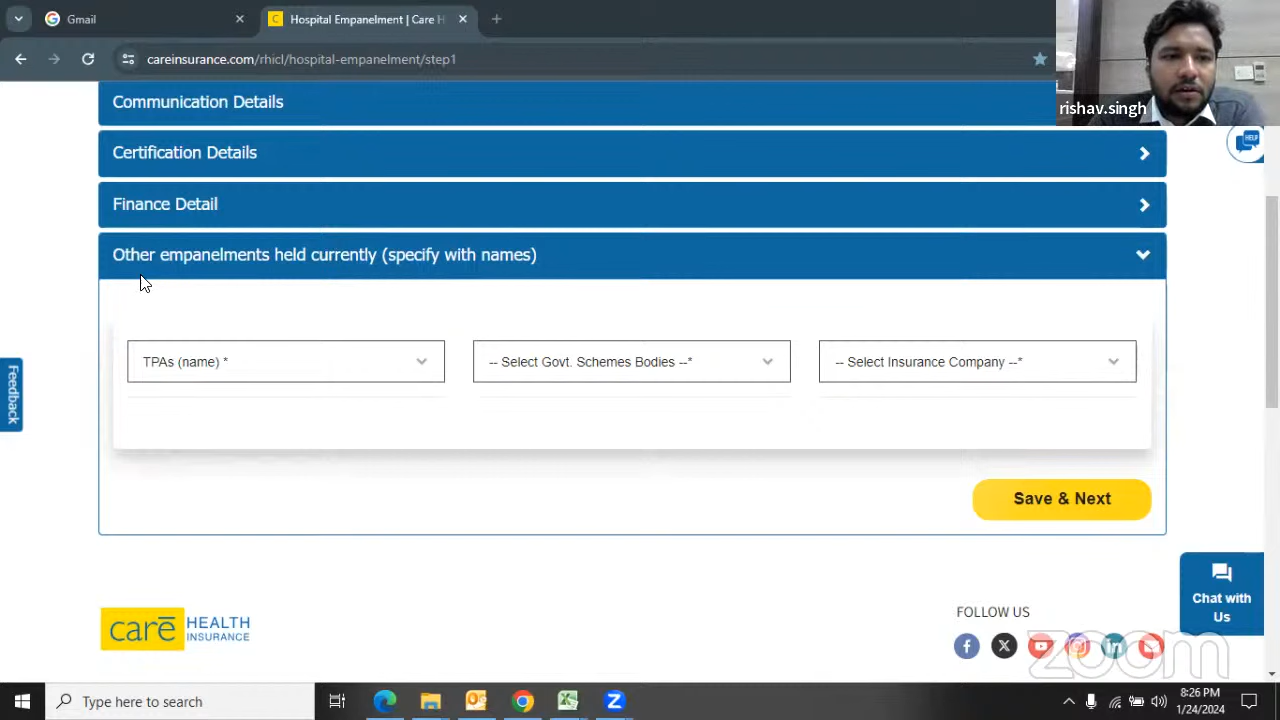 Gmail
Hospital Empanelment | Care H
careinsurance.com/rhicl/hospital-empanelment/step1
rishav.singh
HELP
Communication Details
Certification Details
Finance Detail
Other empanelments held currently (specify with names)
TPAs (name) *
-- Select Govt. Schemes Bodies --*
-- Select Insurance Company --*
Feedback
Save & Next
Chat with
Us
care HEALTH
INSURANCE
FOLLOW US
zoom
Type here to search
8:26 PM
1/24/2024